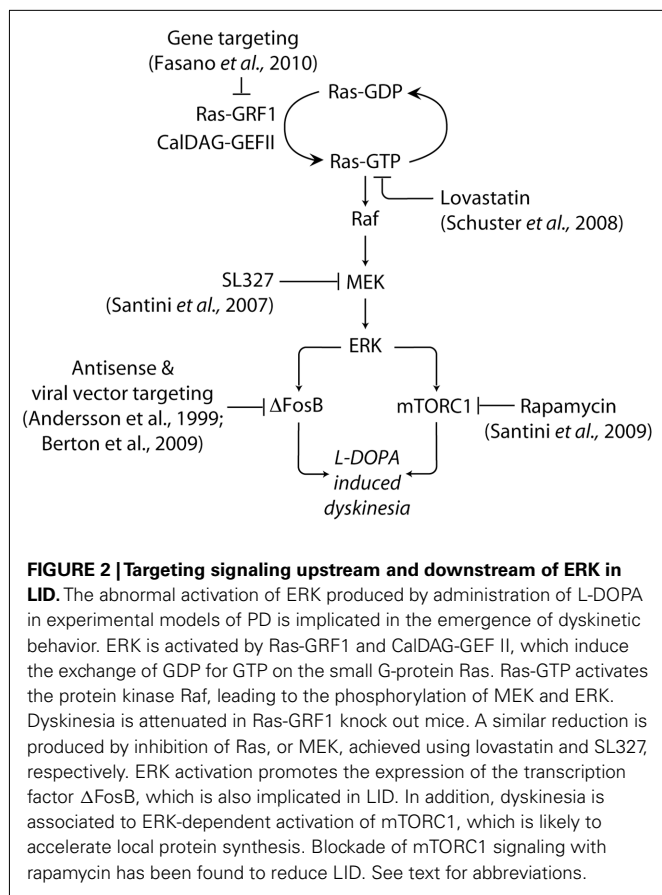 Gene targeting
(Fasano et al., 2010)
Ras-GRF1
CalDAG-GEFII
Ras-GDP
Ras-GTP
Lovastatin
(Schuster et al., 2008)
Raf
SL327
(Santini et al., 2007)
MEK
ERK
Antisense &
viral vector targeting
(Andersson et al., 1999;
Berton et al., 2009)
ΔFosB
mTORC1
Rapamycin
(Santini et al., 2009)
L-DOPA
induced
dyskinesia
FIGURE 2 | Targeting signaling upstream and downstream of ERK in
LID. The abnormal activation of ERK produced by administration of L-DOPA
in experimental models of PD is implicated in the emergence of dyskinetic
behavior. ERK is activated by Ras-GRF1 and CalDAG-GEF II, which induce
the exchange of GDP for GTP on the small G-protein Ras. Ras-GTP activates
the protein kinase Raf, leading to the phosphorylation of MEK and ERK.
Dyskinesia is attenuated in Ras-GRF1 knock out mice. A similar reduction is
produced by inhibition of Ras, or MEK, achieved using lovastatin and SL327,
respectively. ERK activation promotes the expression of the transcription
factor ΔFosB, which is also implicated in LID. In addition, dyskinesia is
associated to ERK-dependent activation of mTORC1, which is likely to
accelerate local protein synthesis. Blockade of mTORC1 signaling with
rapamycin has been found to reduce LID. See text for abbreviations.